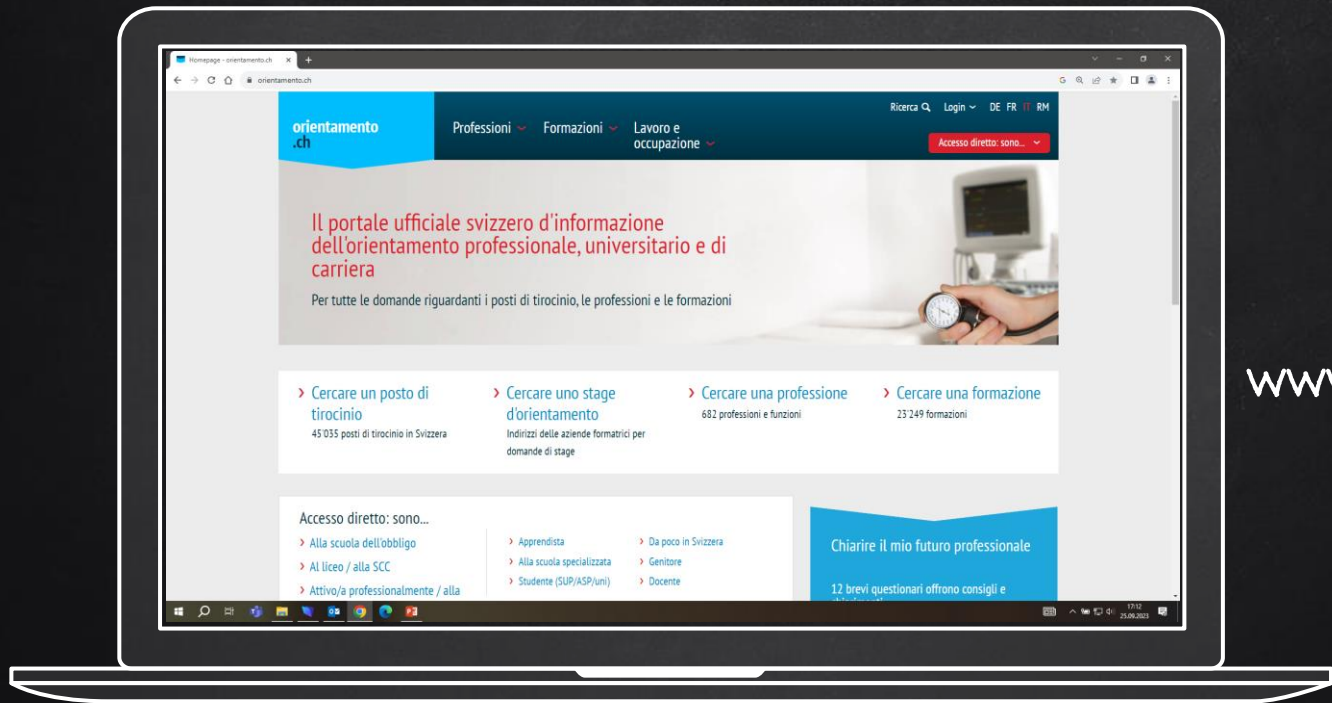 Homepage - orientamento.ch
orientamento.ch
Ricerca Login DE FR IT RM
orientamento
.ch
Professioni Formazioni Lavoro e
occupazione
Accesso diretto: sono...
Il portale ufficiale svizzero d'informazione
dell'orientamento professionale, universitario e di
carriera
Per tutte le domande riguardanti i posti di tirocinio, le professioni e le formazioni
Cercare un posto di
tirocinio
45'035 posti di tirocinio in Svizzera
Cercare uno stage
d'orientamento
Indirizzi delle aziende formatrici per
domande di stage
Cercare una professione
682 professioni e funzioni
Cercare una formazione
23'249 formazioni
Accesso diretto: sono...
Alla scuola dell'obbligo
Al liceo / alla SCC
Attivo/a professionalmente / alla
Apprendista
Alla scuola specializzata
Studente (SUP/ASP/uni)
Da poco in Svizzera
Genitore
Docente
Chiarire il mio futuro professionale
12 brevi questionari offrono consigli e
17:12
25.09.2023